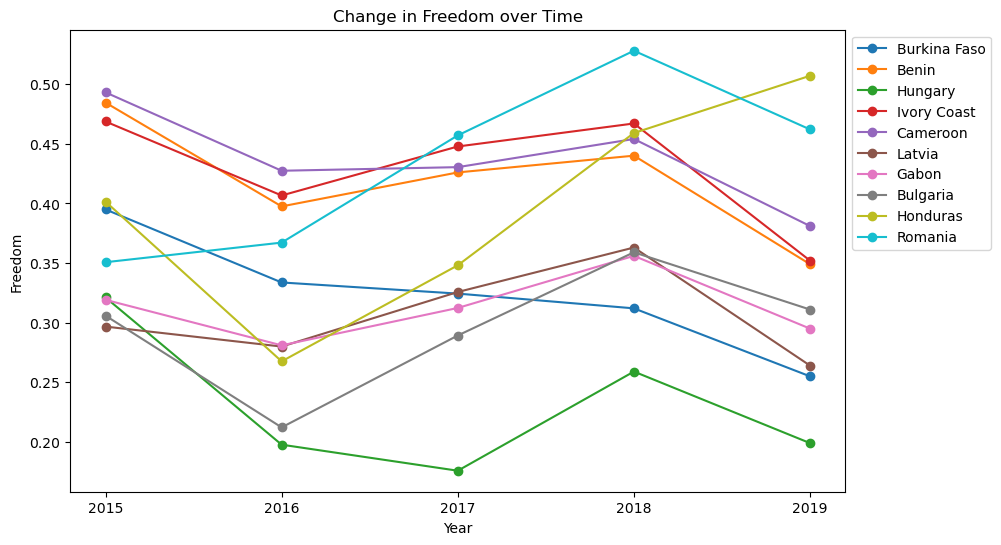 Change in Freedom over Time
Freedom
0.50
0.45
0.40
0.35
0.30
0.25
0.20
2015 2016 2017 2018 2019
Year
Burkina Faso
Benin
Hungary
Ivory Coast
Cameroon
Latvia
Gabon
Bulgaria
Honduras
Romania